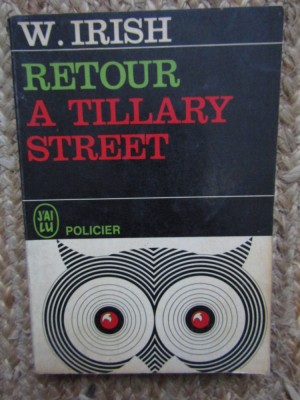 W. IRISH
RETOUR
A TILLARY
STREET
J'AI
LU
POLICIER